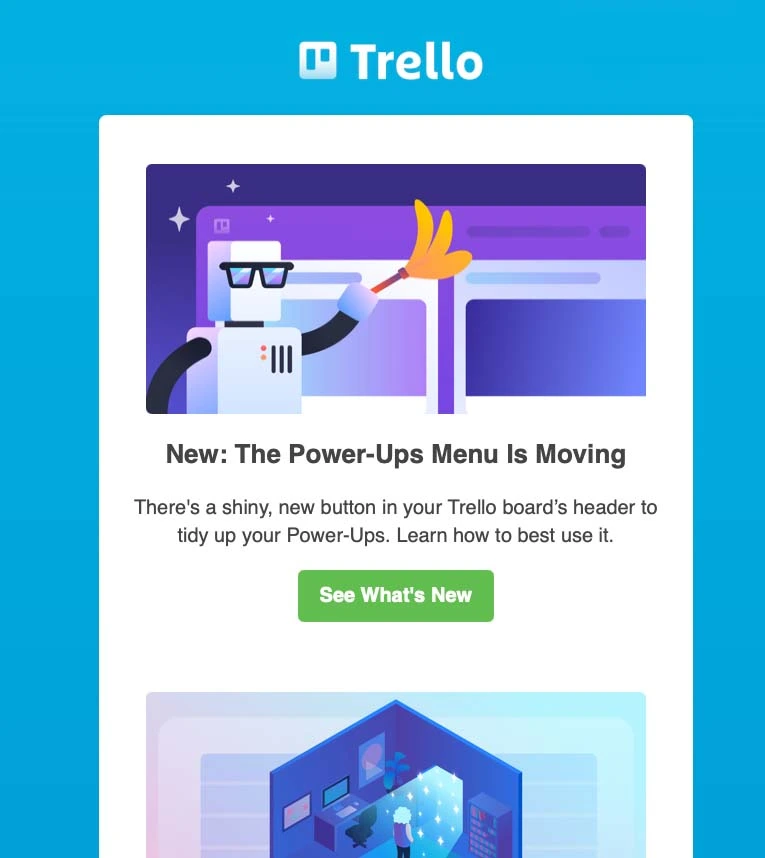 Trello
New: The Power-Ups Menu Is Moving
There's a shiny, new button in your Trello board’s header to
tidy up your Power-Ups. Learn how to best use it.
See What's New